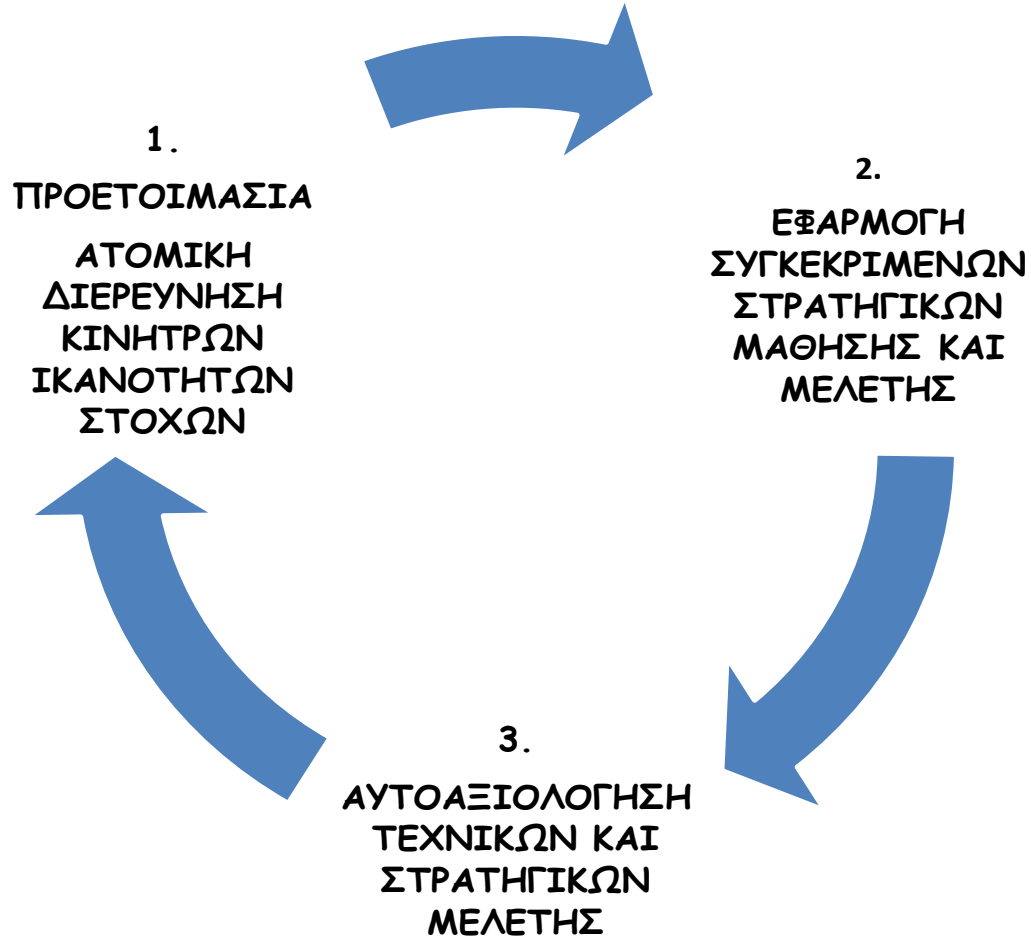 1.
ΠΡΟΕΤΟΙΜΑΣΙΑ
ΑΤΟΜΙΚΗ
ΔΙΕΡΕΥΝΗΣΗ
ΚΙΝΗΤΡΩΝ
ΙΚΑΝΟΤΗΤΩΝ
ΣΤΟΧΩΝ
2.
ΕΦΑΡΜΟΓΗ
ΣΥΓΚΕΚΡΙΜΕΝΩΝ
ΣΤΡΑΤΗΓΙΚΩΝ
ΜΑΘΗΣΗΣ ΚΑΙ
ΜΕΛΕΤΗΣ
3.
ΑΥΤΟΑΞΙΟΛΟΓΗΣΗ
ΤΕΧΝΙΚΩΝ ΚΑΙ
ΣΤΡΑΤΗΓΙΚΩΝ
ΜΕΛΕΤΗΣ